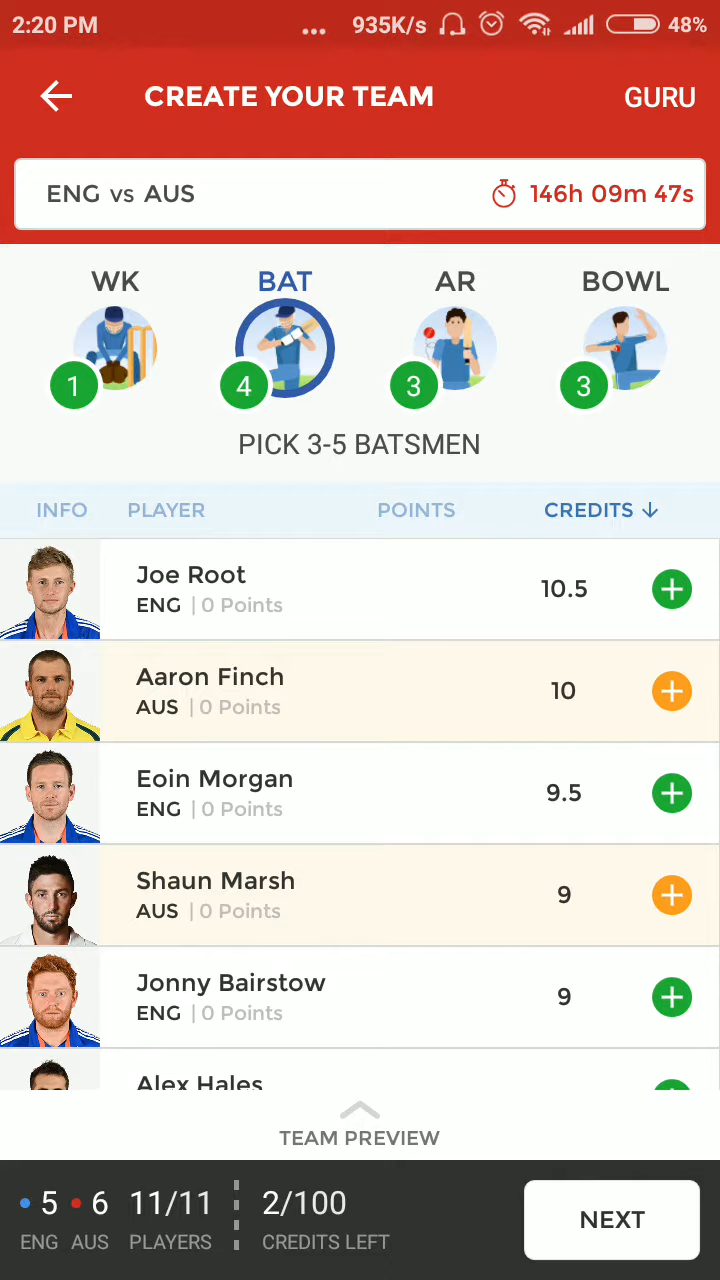 2:20 PM ... 935K/s 48%
CREATE YOUR TEAM GURU
ENG vs AUS 146h 09m 47s
WK BAT AR BOWL
1 4 3 3
PICK 3-5 BATSMEN
INFO PLAYER POINTS CREDITS
Joe Root
ENG | 0 Points 10.5
Aaron Finch
AUS | 0 Points 10
Eoin Morgan
ENG | 0 Points 9.5
Shaun Marsh
AUS | 0 Points 9
Jonny Bairstow
ENG | 0 Points 9
Alex Hales
TEAM PREVIEW
5 6 11/11 2/100
ENG AUS PLAYERS CREDITS LEFT
NEXT